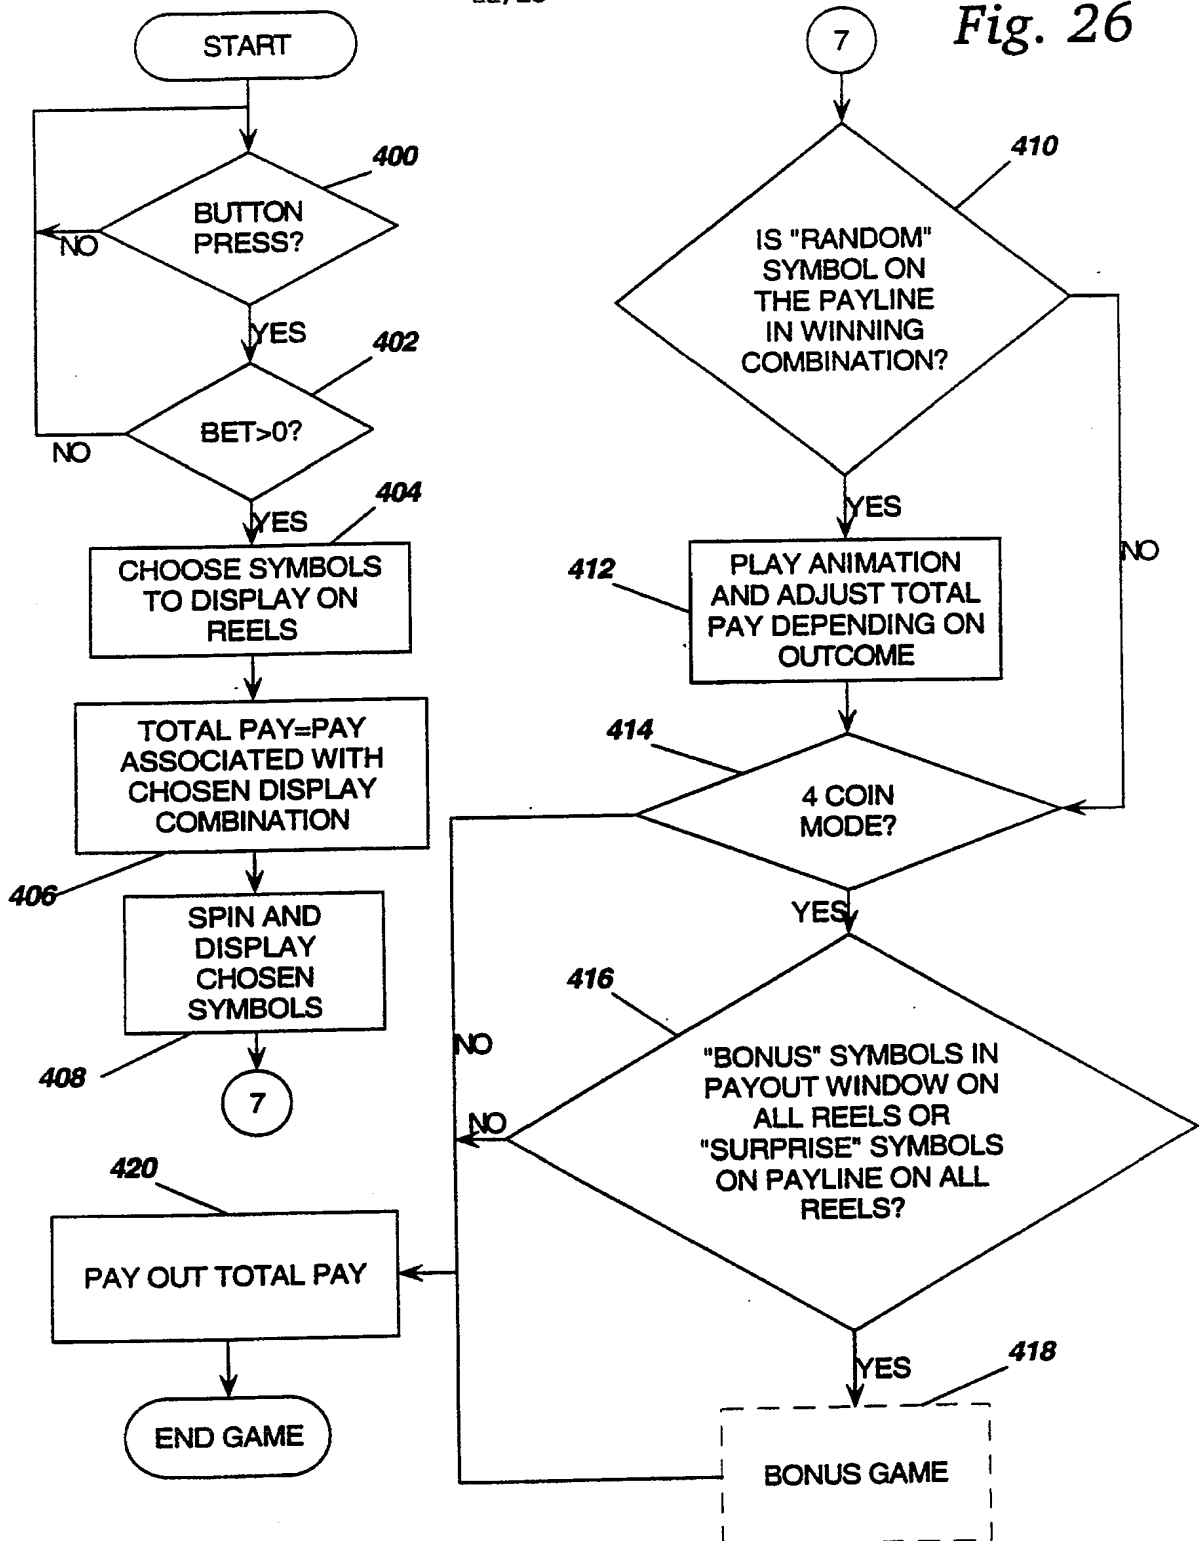 Fig. 26
START
400
BUTTON
PRESS?
NO
YES
402
BET>0?
NO
YES
404
CHOOSE SYMBOLS
TO DISPLAY ON
REELS
TOTAL PAY=PAY
ASSOCIATED WITH
CHOSEN DISPLAY
COMBINATION
406
SPIN AND
DISPLAY
CHOSEN
SYMBOLS
408
7
420
PAY OUT TOTAL PAY
END GAME
7
410
IS "RANDOM"
SYMBOL ON
THE PAYLINE
IN WINNING
COMBINATION?
YES
NO
412
PLAY ANIMATION
AND ADJUST TOTAL
PAY DEPENDING ON
OUTCOME
414
4 COIN
MODE?
YES
NO
416
"BONUS" SYMBOLS IN
PAYOUT WINDOW ON
ALL REELS OR
"SURPRISE" SYMBOLS
ON PAYLINE ON ALL
REELS?
NO
YES
418
BONUS GAME